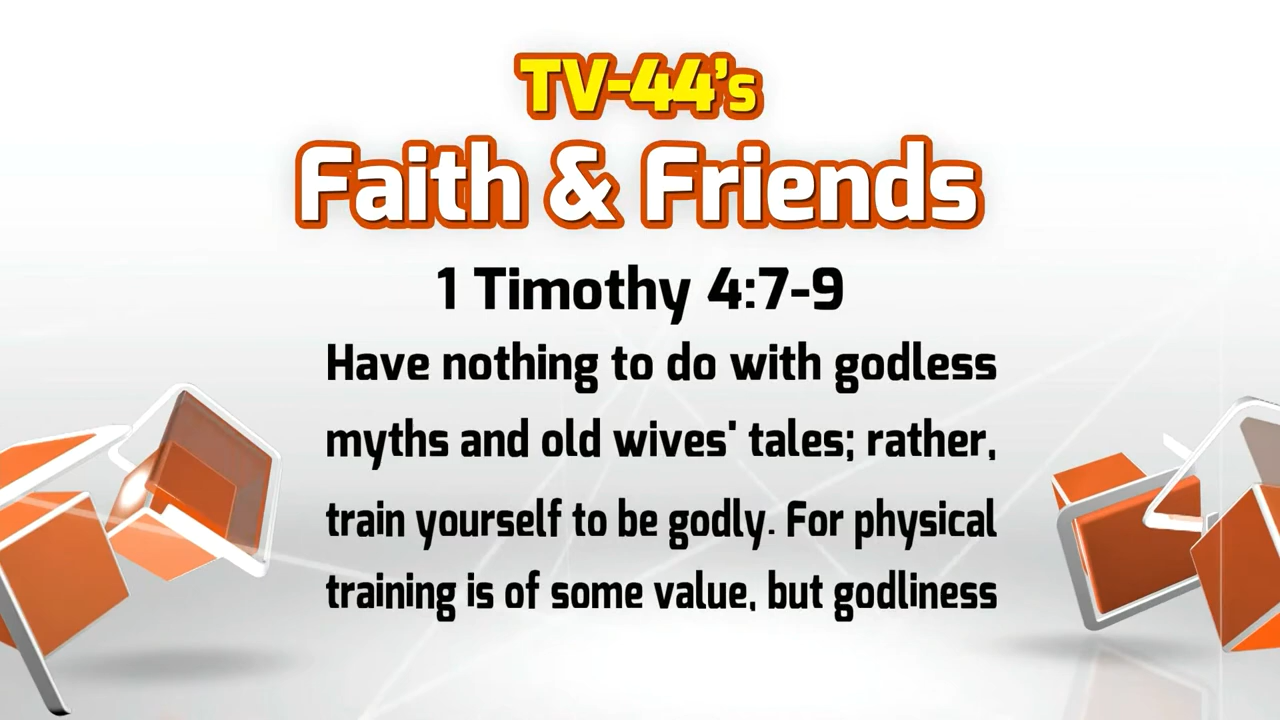 TV-44's
Faith & Friends
1 Timothy 4:7-9
Have nothing to do with godless
myths and old wives' tales; rather,
train yourself to be godly. For physical
training is of some value, but godliness